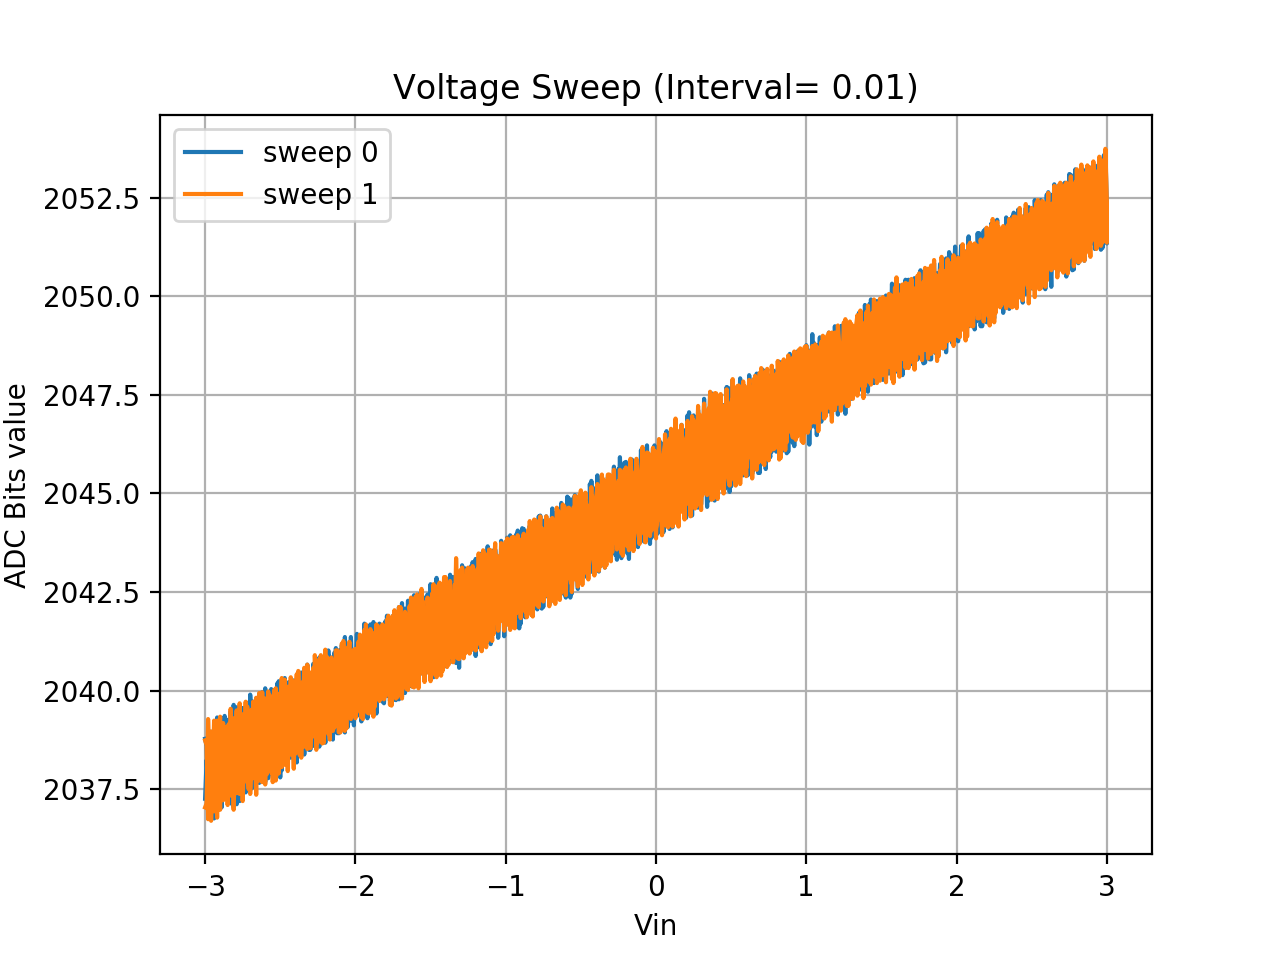 Voltage Sweep (Interval= 0.01)
sweep 0
sweep 1
ADC Bits value
2052.5
2050.0
2047.5
2045.0
2042.5
2040.0
2037.5
−3 −2 −1 0 1 2 3
Vin